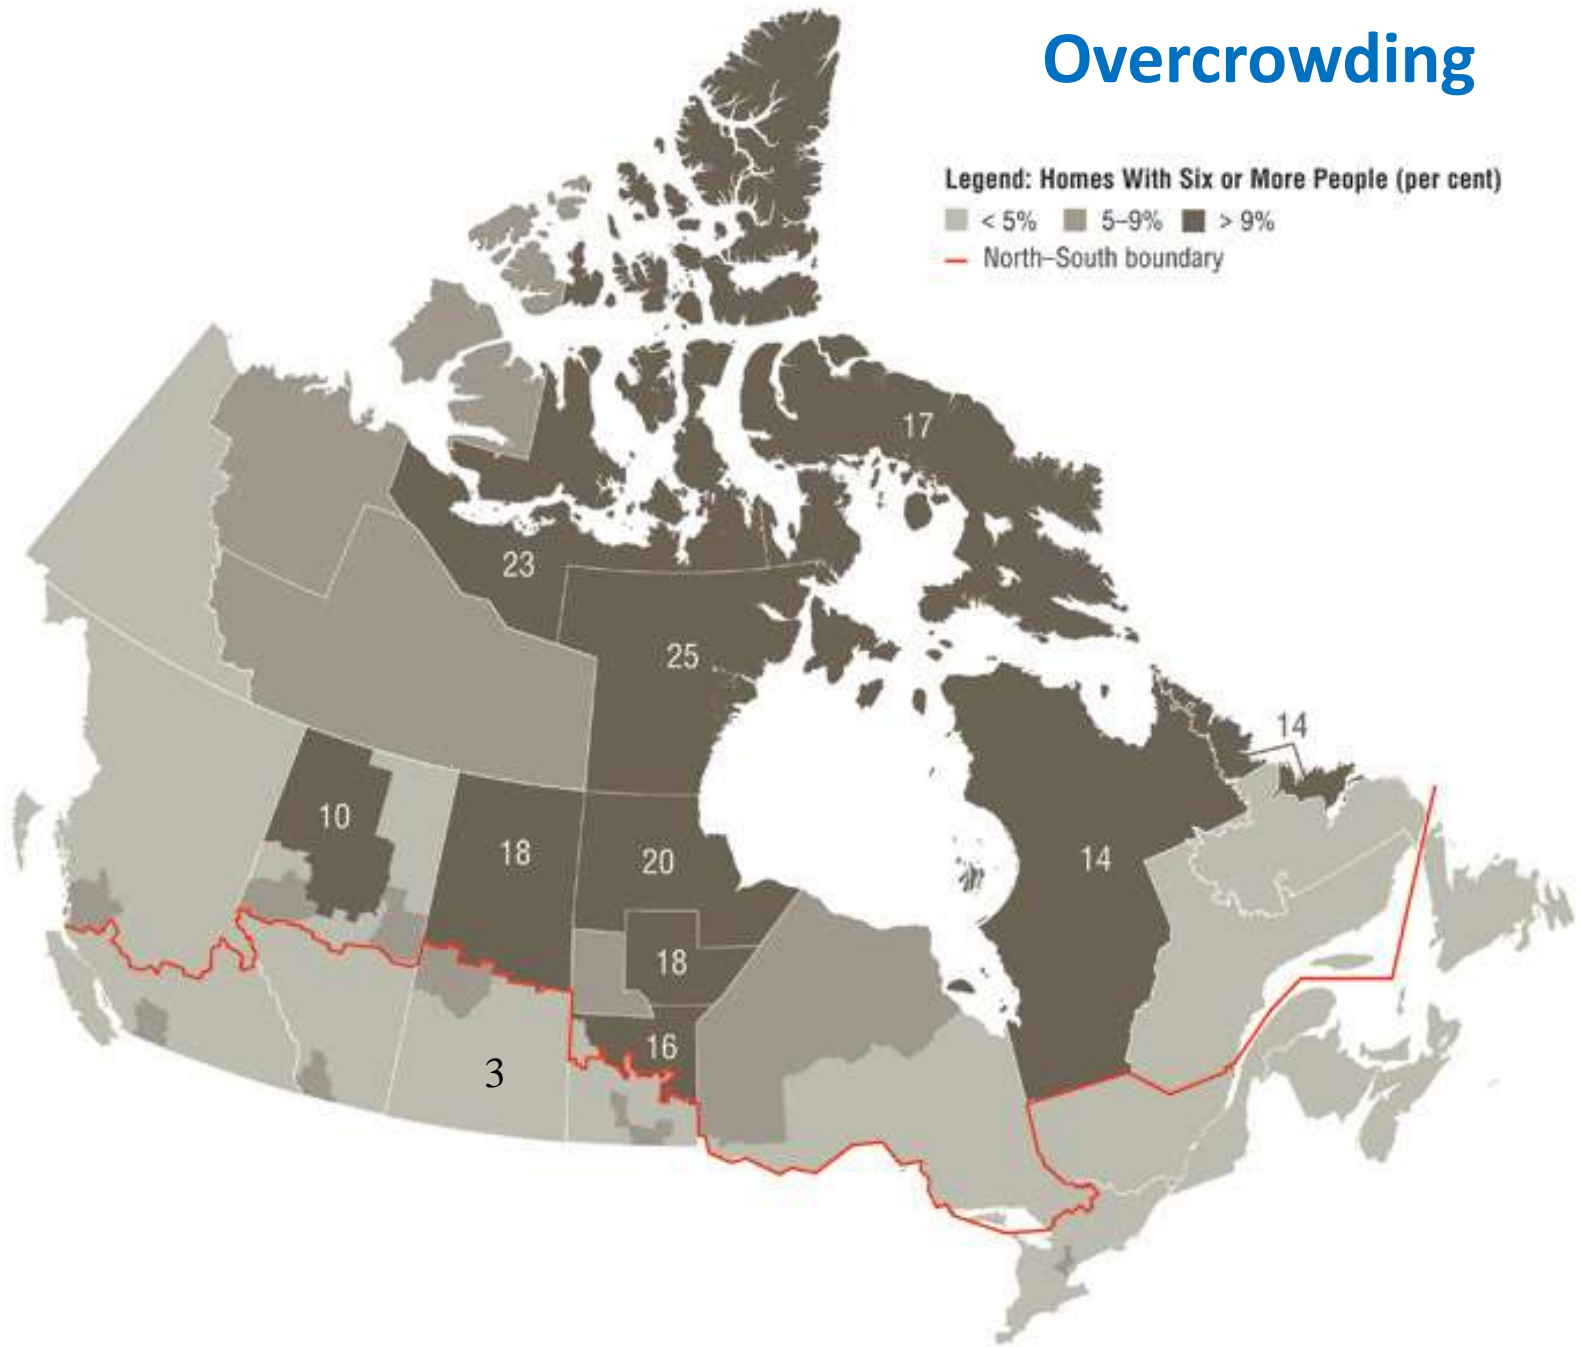 Overcrowding
Legend: Homes With Six or More People (per cent)
< 5% 5–9% > 9%
North–South boundary
17
23
25
14
10
18
20
14
18
16
3